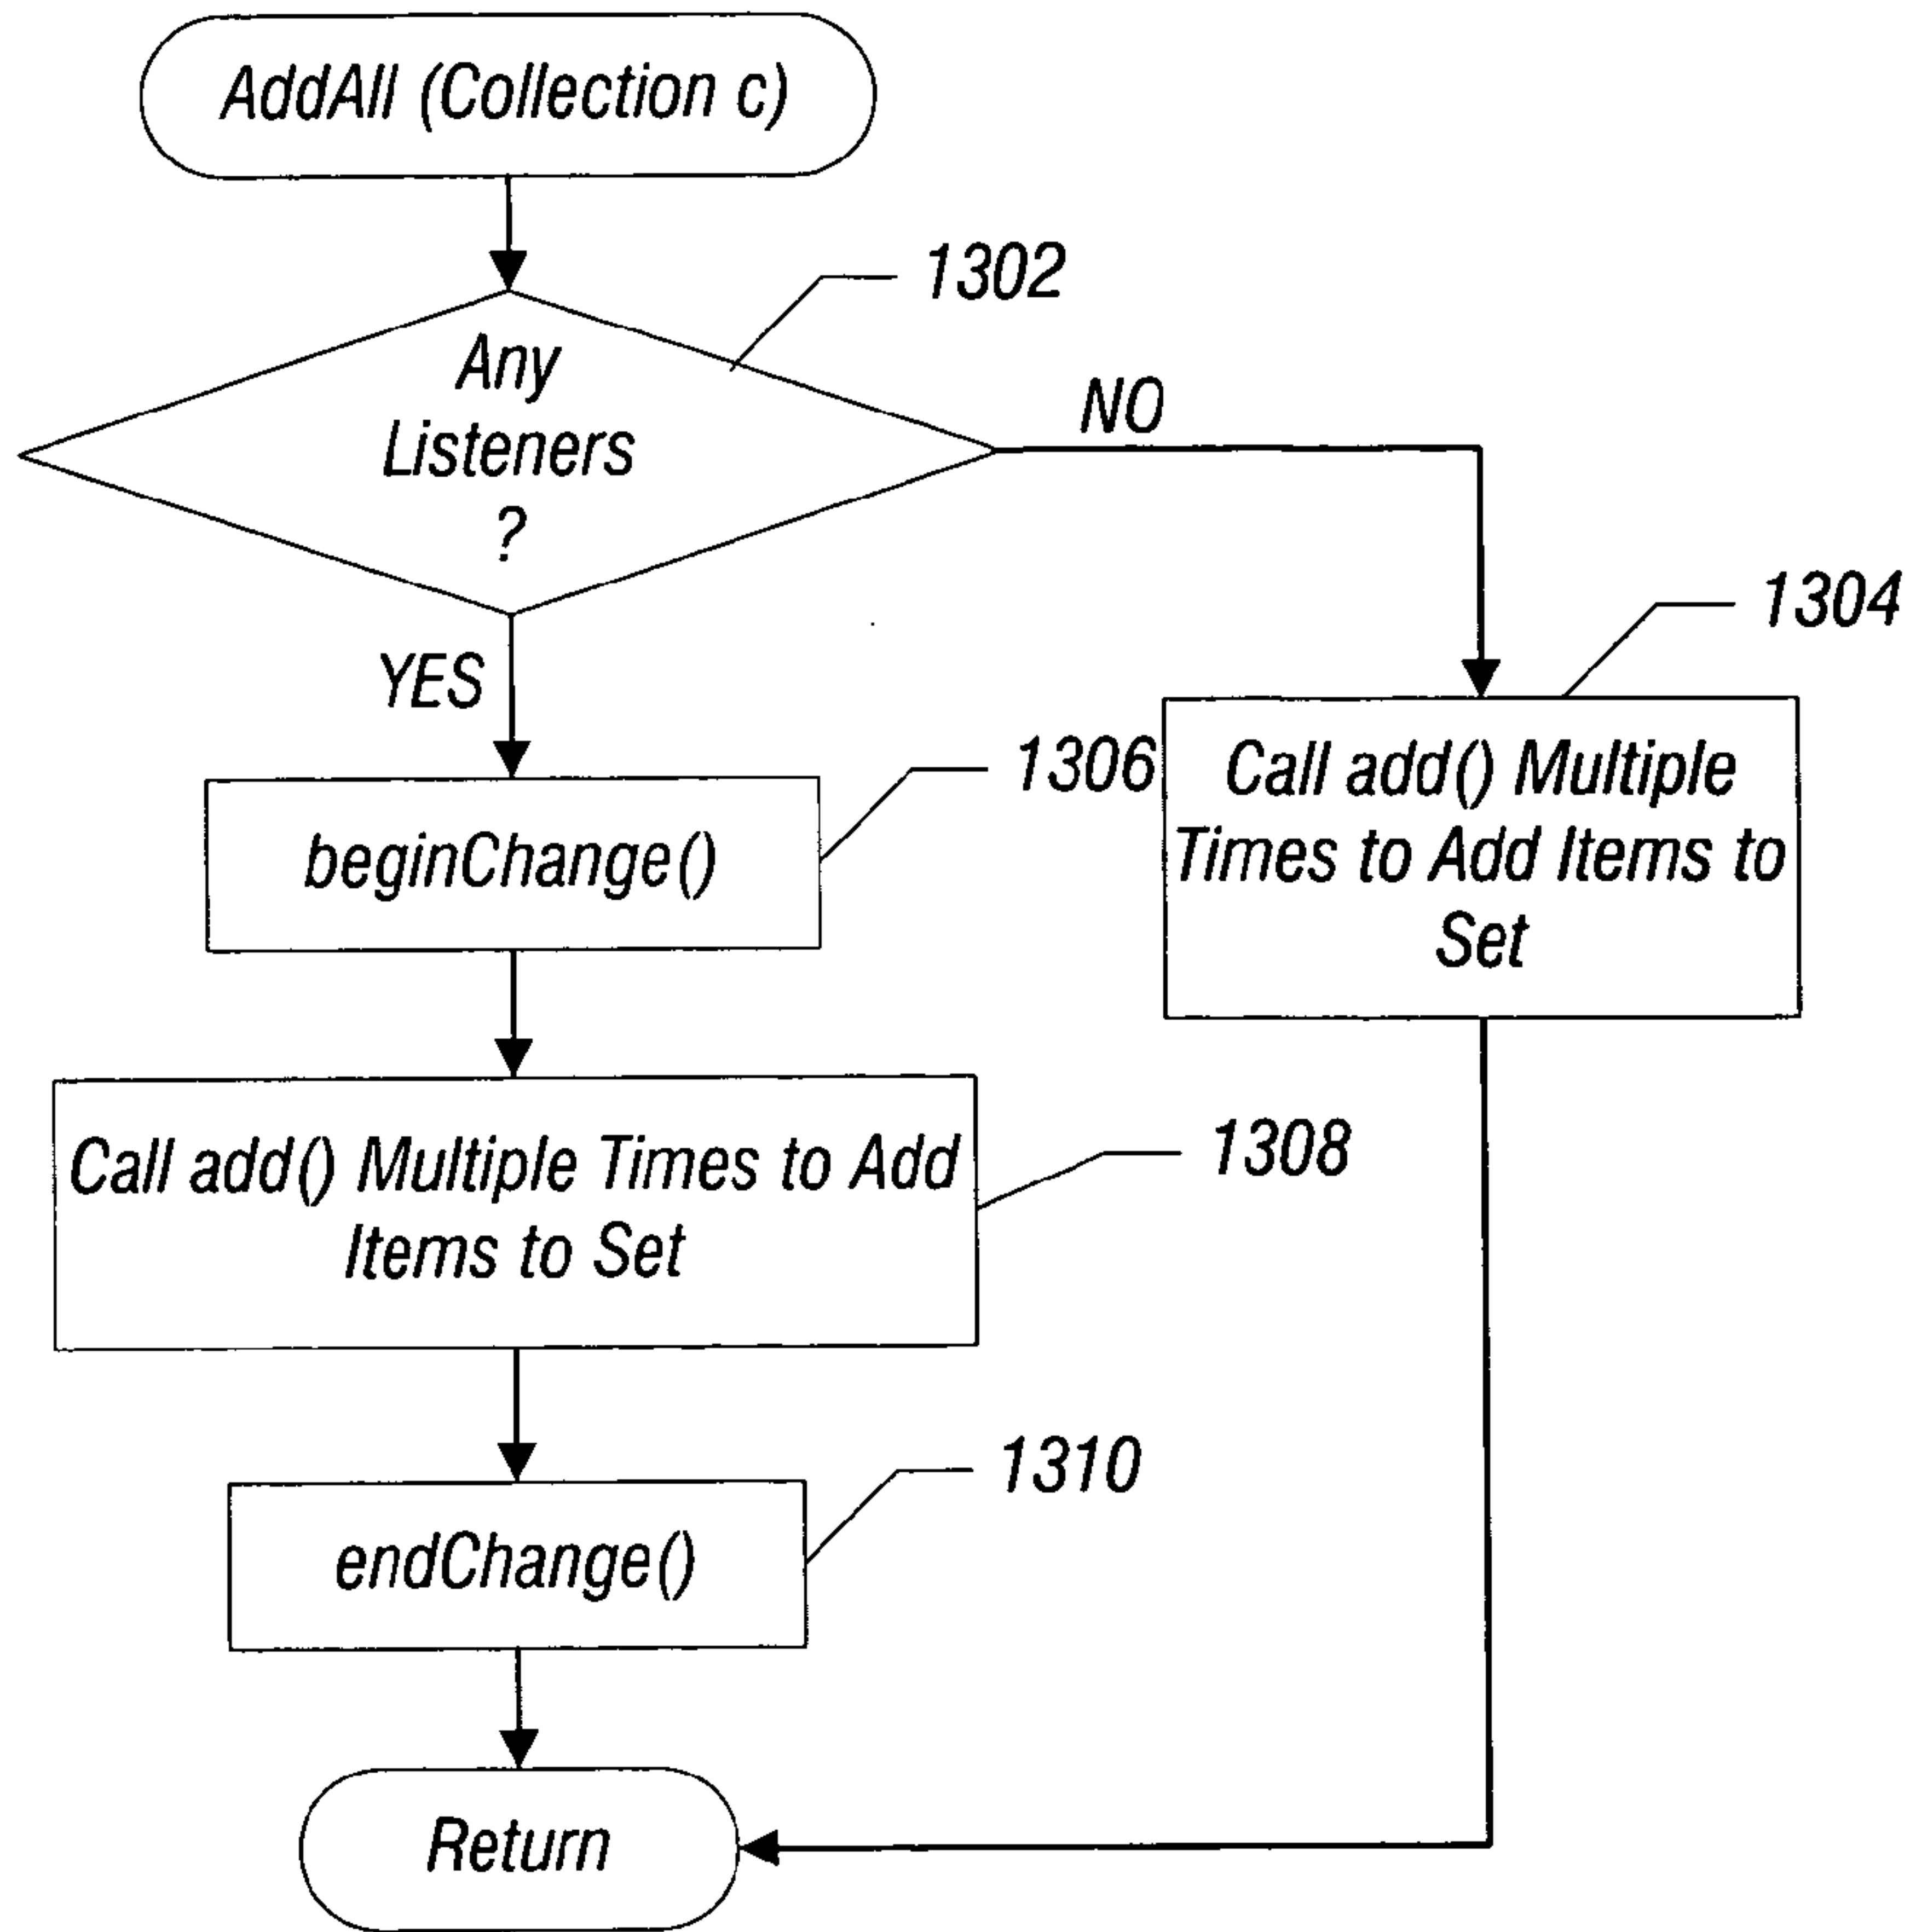 AddAll (Collection c)
1302
Any
Listeners
?
NO
YES
1304
1306
Call add() Multiple
Times to Add Items to
Set
beginChange()
Call add() Multiple Times to Add
Items to Set
1308
1310
endChange()
Return